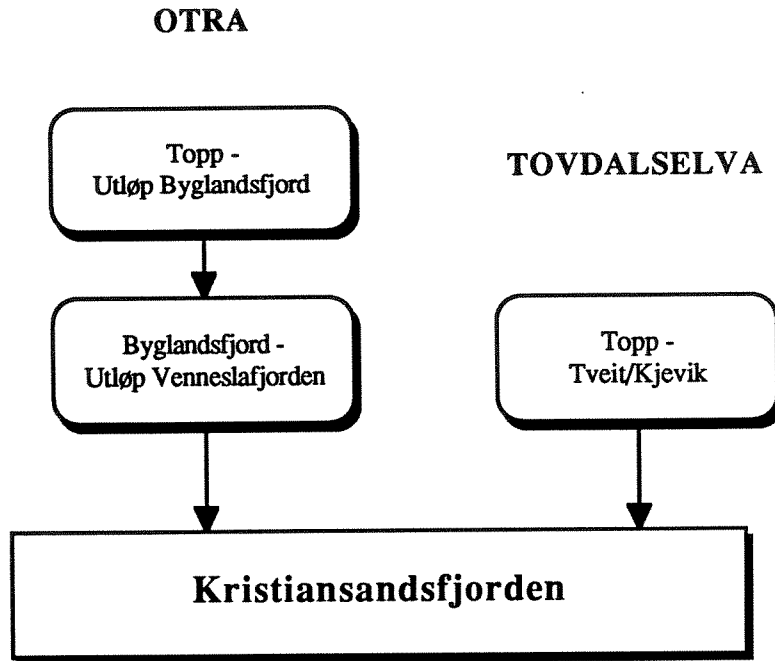 OTRA
Topp -
Utløp Byglandsfjord
TOVDALSELVA
Byglandsfjord -
Utløp Venneslafjorden
Topp -
Tveit/Kjevik
Kristiansandsfjorden